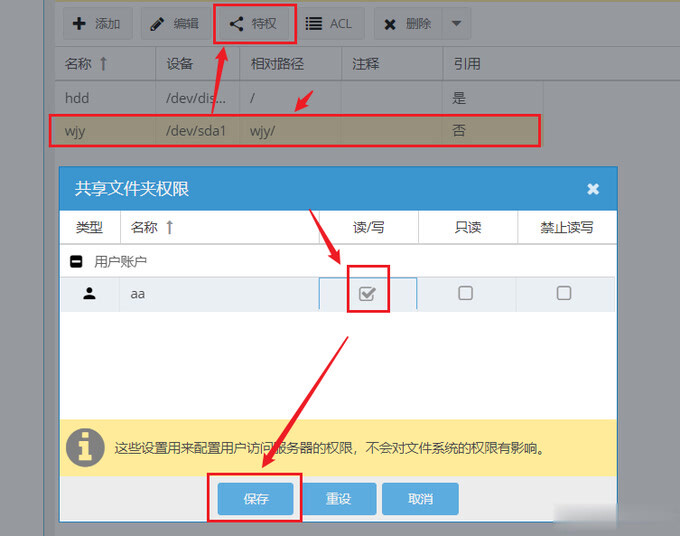 添加 编辑 特权 ACL 删除
名称 设备 相对路径 注释 引用
hdd /dev/dis... / 是
wjy /dev/sda1 wjy/ 否
共享文件夹权限
类型 名称 读/写 只读 禁止读写
用户账户
aa
这些设置用来配置用户访问服务器的权限，不会对文件系统的权限有影响。
保存 重设 取消